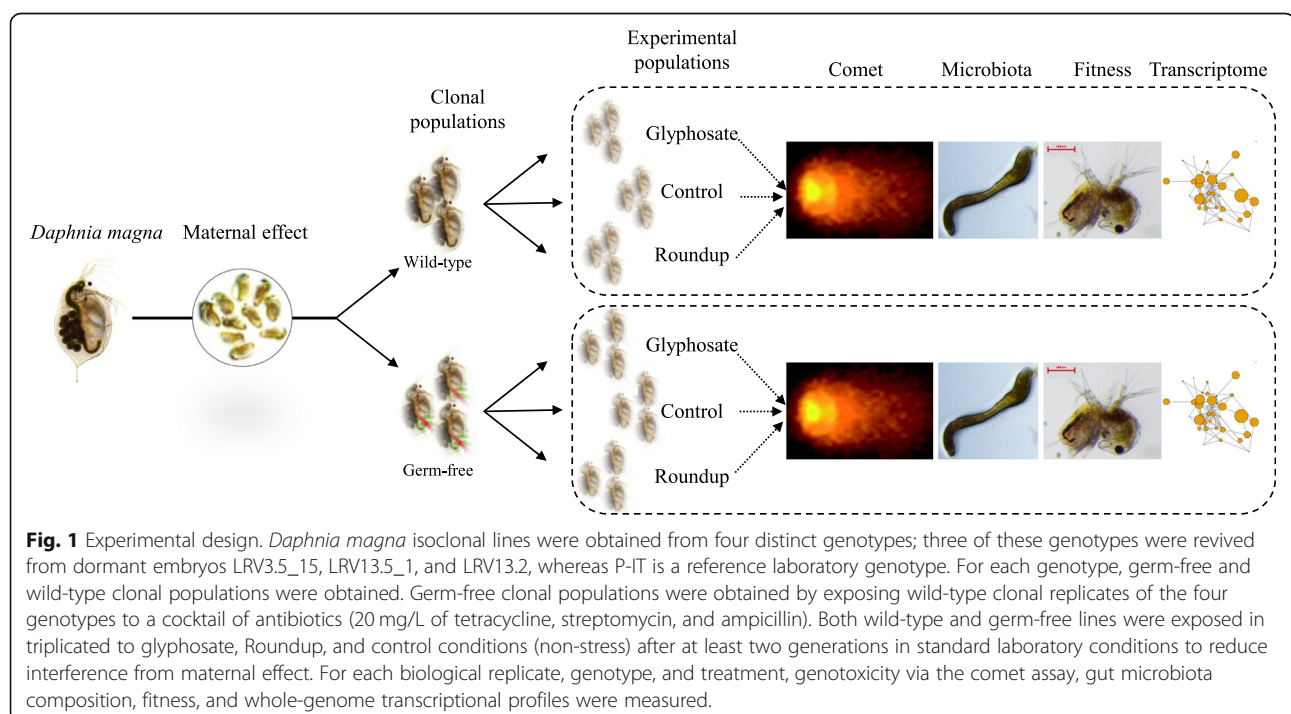 Experimental
populations
Comet
Microbiota
Fitness
Transcriptome
Clonal
populations
Glyphosate
Control
Roundup
Daphnia magna
Maternal effect
Wild-type
Glyphosate
Control
Roundup
Germ-free
Fig. 1 Experimental design. Daphnia magna isoclonal lines were obtained from four distinct genotypes; three of these genotypes were revived
from dormant embryos LRV3.5_15, LRV13.5_1, and LRV13.2, whereas P-IT is a reference laboratory genotype. For each genotype, germ-free and
wild-type clonal populations were obtained. Germ-free clonal populations were obtained by exposing wild-type clonal replicates of the four
genotypes to a cocktail of antibiotics (20 mg/L of tetracycline, streptomycin, and ampicillin). Both wild-type and germ-free lines were exposed in
triplicated to glyphosate, Roundup, and control conditions (non-stress) after at least two generations in standard laboratory conditions to reduce
interference from maternal effect. For each biological replicate, genotype, and treatment, genotoxicity via the comet assay, gut microbiota
composition, fitness, and whole-genome transcriptional profiles were measured.